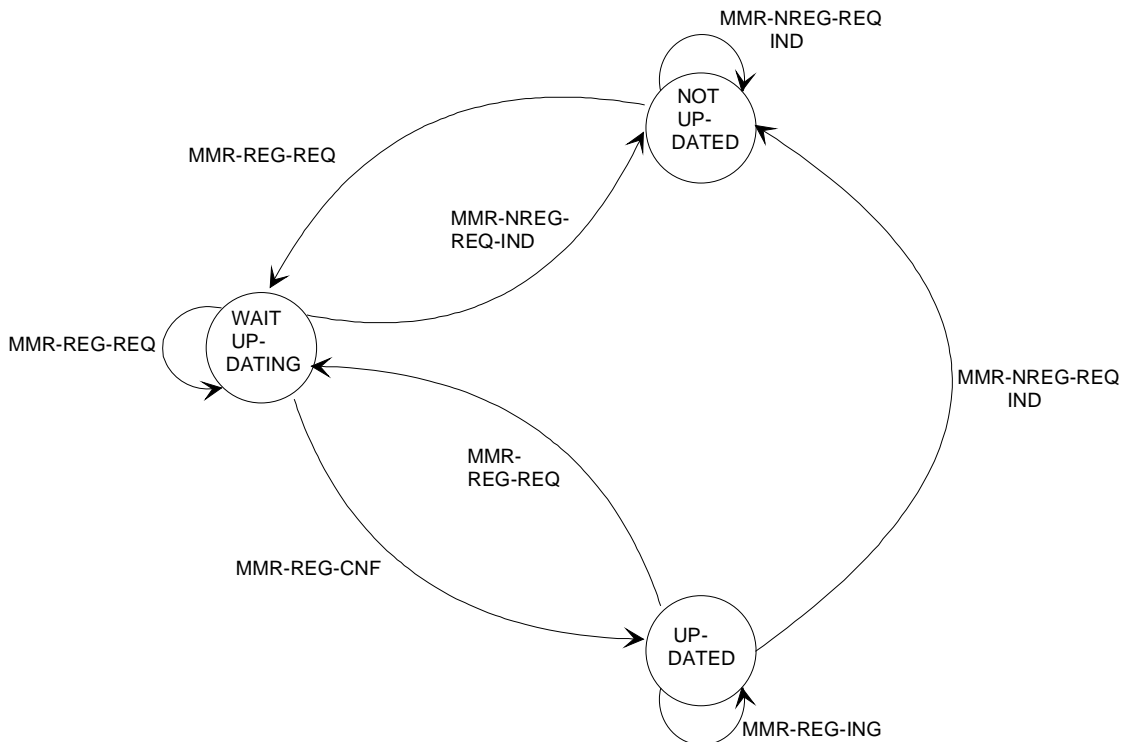 MMR-NREG-REQ
IND
NOT
UP-
DATED
MMR-REG-REQ
MMR-NREG-
REQ-IND
WAIT
UP-
DATING
MMR-REG-REQ
MMR-NREG-REQ
IND
MMR-
REG-REQ
MMR-REG-CNF
UP-
DATED
MMR-REG-ING